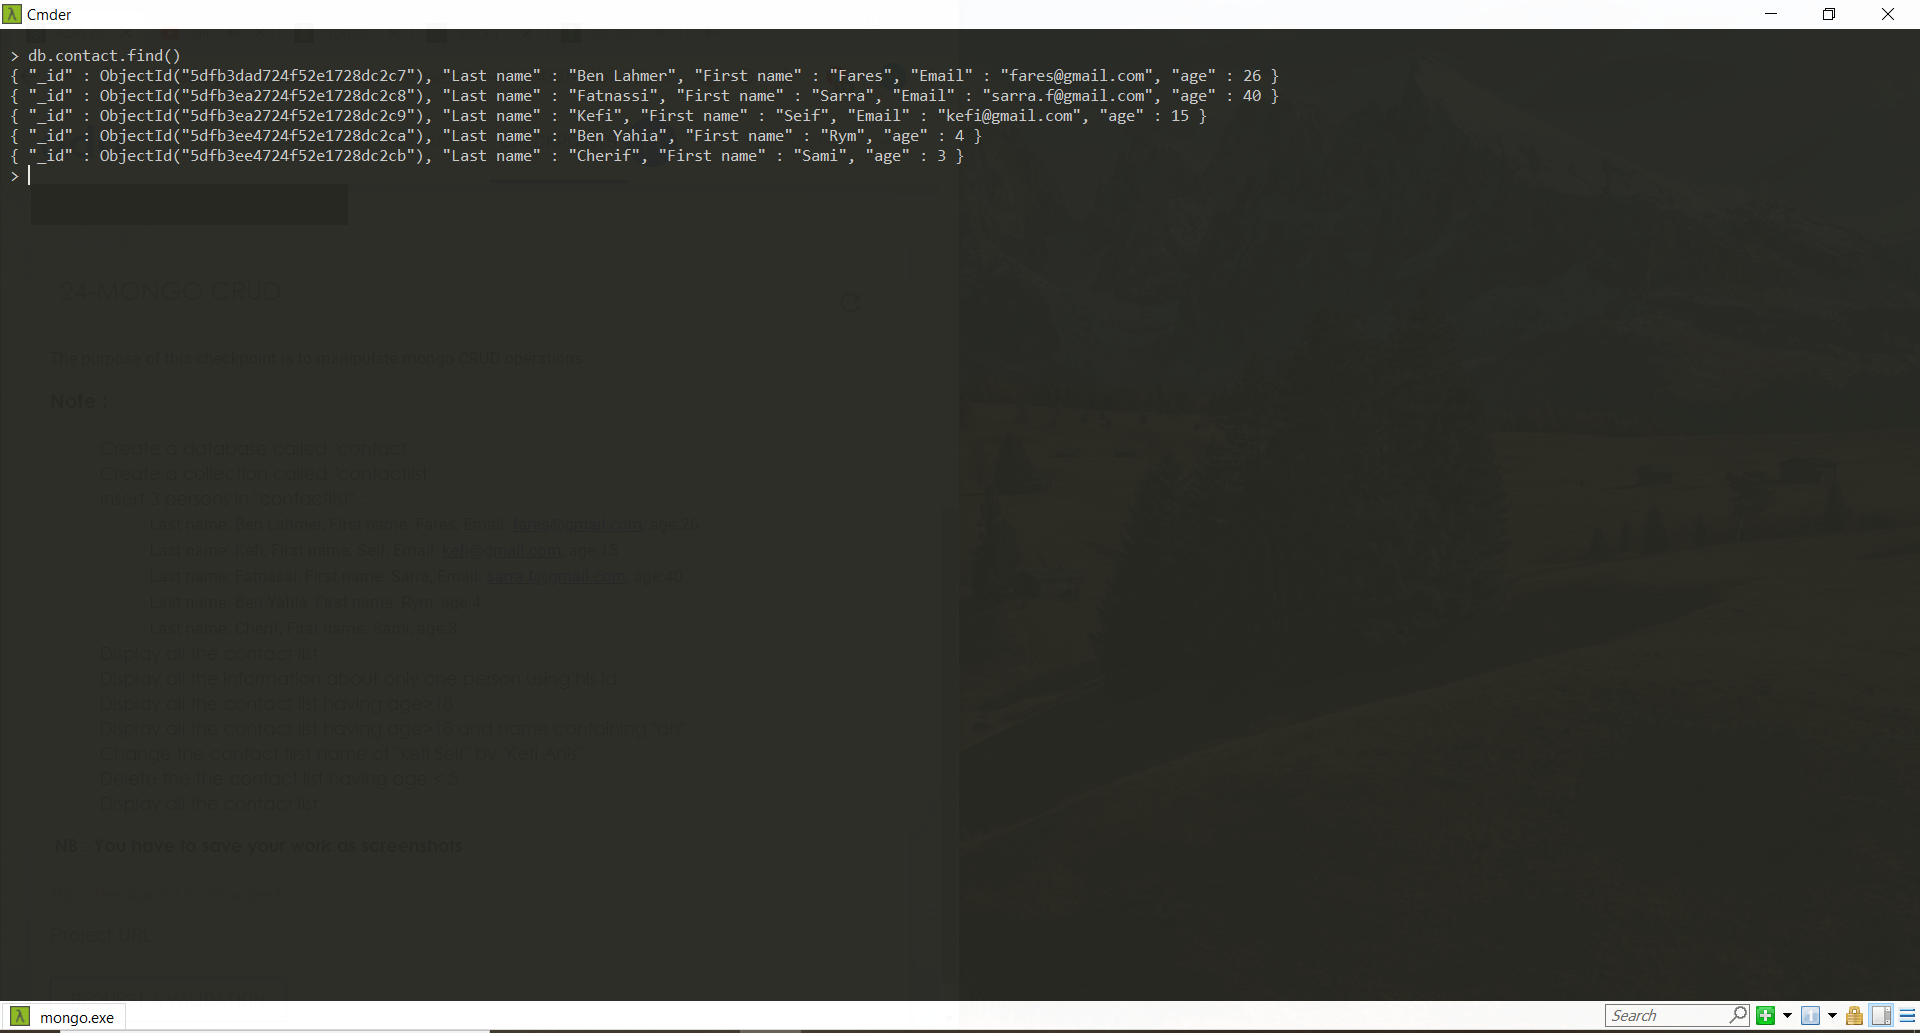 Cmder
> db.contact.find()
{ "_id" : ObjectId("5dfb3dad724f52e1728dc2c7"), "Last name" : "Ben Lahmer", "First name" : "Fares", "Email" : "fares@gmail.com", "age" : 26 }
{ "_id" : ObjectId("5dfb3ea2724f52e1728dc2c8"), "Last name" : "Fatnassi", "First name" : "Sarra", "Email" : "sarra.f@gmail.com", "age" : 40 }
{ "_id" : ObjectId("5dfb3ea2724f52e1728dc2c9"), "Last name" : "Kefi", "First name" : "Seif", "Email" : "kefi@gmail.com", "age" : 15 }
{ "_id" : ObjectId("5dfb3ee4724f52e1728dc2ca"), "Last name" : "Ben Yahia", "First name" : "Rym", "age" : 4 }
{ "_id" : ObjectId("5dfb3ee4724f52e1728dc2cb"), "Last name" : "Cherif", "First name" : "Sami", "age" : 3 }
>
24-MONGO CRUD
The purpose of this checkpoint is to manipulate mongo CRUD operations
Note :
Create a database called "contact"
Create a collection called "contactlist"
insert 3 persons in "contactlist"
Last name: Ben Lahmer, First name: Fares, Email: fares@gmail.com, age:26
Last name: Kefi, First name: Seif, Email: kefi@gmail.com, age:15
Last name: Fatnassi, First name: Sarra, Email: sarra.f@gmail.com, age:40
Last name: Ben Yahia, First name: Rym, age:4
Last name: Cherif, First name: Sami, age:3
Display all the contact list
Display all the information about only one person using his id
Display all the contact list having age>18
Display all the contact list having age>18 and name containing "ah"
Change the contact first name of "Kefi Seif" by "Kefi Anis"
Delete the the contact list having age < 5
Display all the contact list
NB : You have to save your work as screenshots
Project URL
mongo.exe
Search